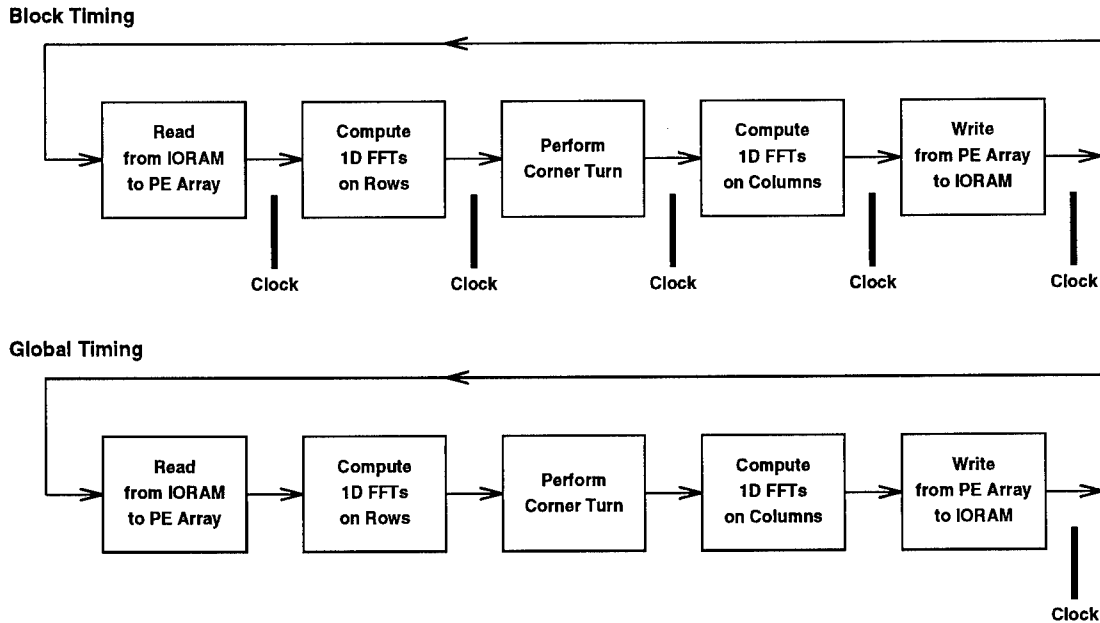 Block Timing
Read
from IORAM
to PE Array
Compute
1D FFTs
on Rows
Perform
Corner Turn
Compute
1D FFTs
on Columns
Write
from PE Array
to IORAM
Clock
Clock
Clock
Clock
Clock
Global Timing
Read
from IORAM
to PE Array
Compute
1D FFTs
on Rows
Perform
Corner Turn
Compute
1D FFTs
on Columns
Write
from PE Array
to IORAM
Clock